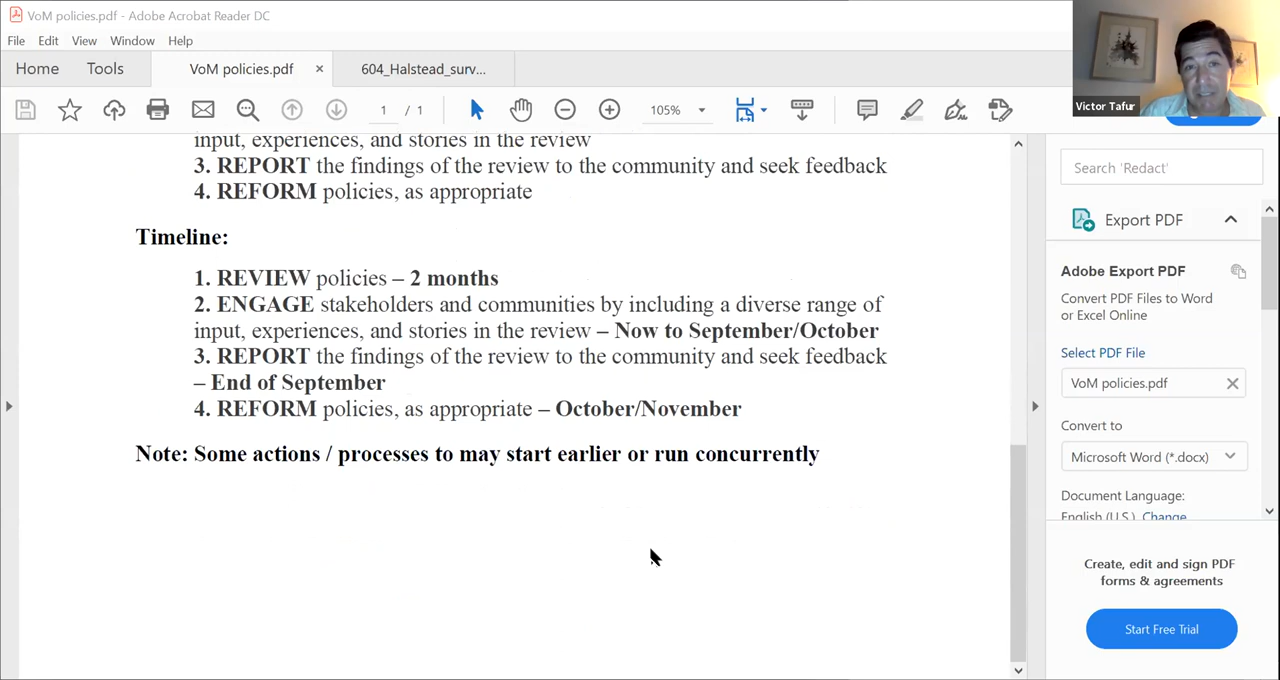 VoM policies.pdf - Adobe Acrobat Reader DC
File Edit View Window Help
Home Tools VoM policies.pdf × 604_Halstead_surv...
1 / 1 105%
Victor Tafur
input, experiences, and stories in the review
3. REPORT the findings of the review to the community and seek feedback
4. REFORM policies, as appropriate
Timeline:
1. REVIEW policies – 2 months
2. ENGAGE stakeholders and communities by including a diverse range of
input, experiences, and stories in the review – Now to September/October
3. REPORT the findings of the review to the community and seek feedback
– End of September
4. REFORM policies, as appropriate – October/November
Note: Some actions / processes to may start earlier or run concurrently
Search 'Redact'
Export PDF
Adobe Export PDF
Convert PDF Files to Word
or Excel Online
Select PDF File
VoM policies.pdf
Convert to
Microsoft Word (*.docx)
Document Language:
English (U.S.) Change
Create, edit and sign PDF
forms & agreements
Start Free Trial